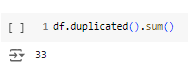 [ ] 1 df.duplicated().sum()
33